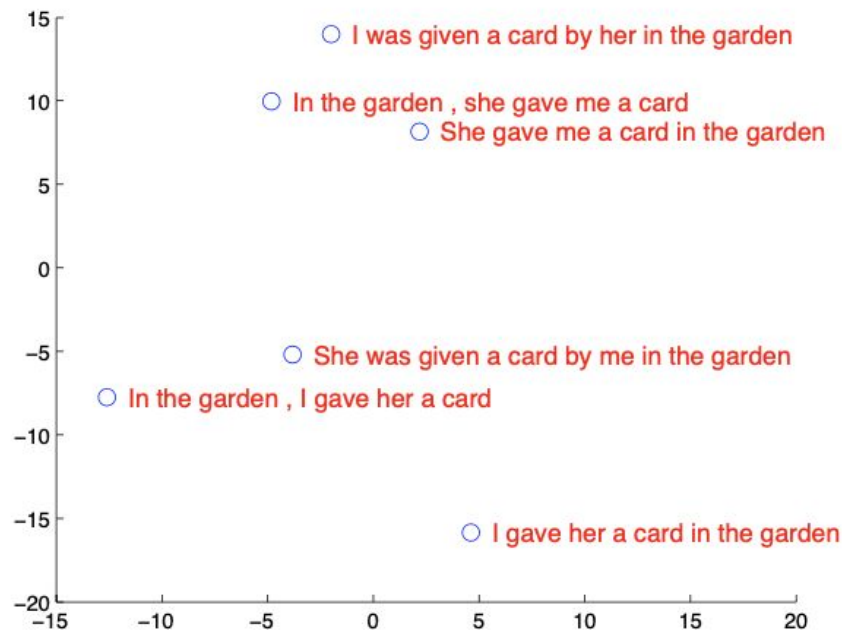 15
I was given a card by her in the garden
10
In the garden , she gave me a card
She gave me a card in the garden
5
0
−5
She was given a card by me in the garden
In the garden , I gave her a card
−10
−15
I gave her a card in the garden
−20
−15 −10 −5 0 5 10 15 20